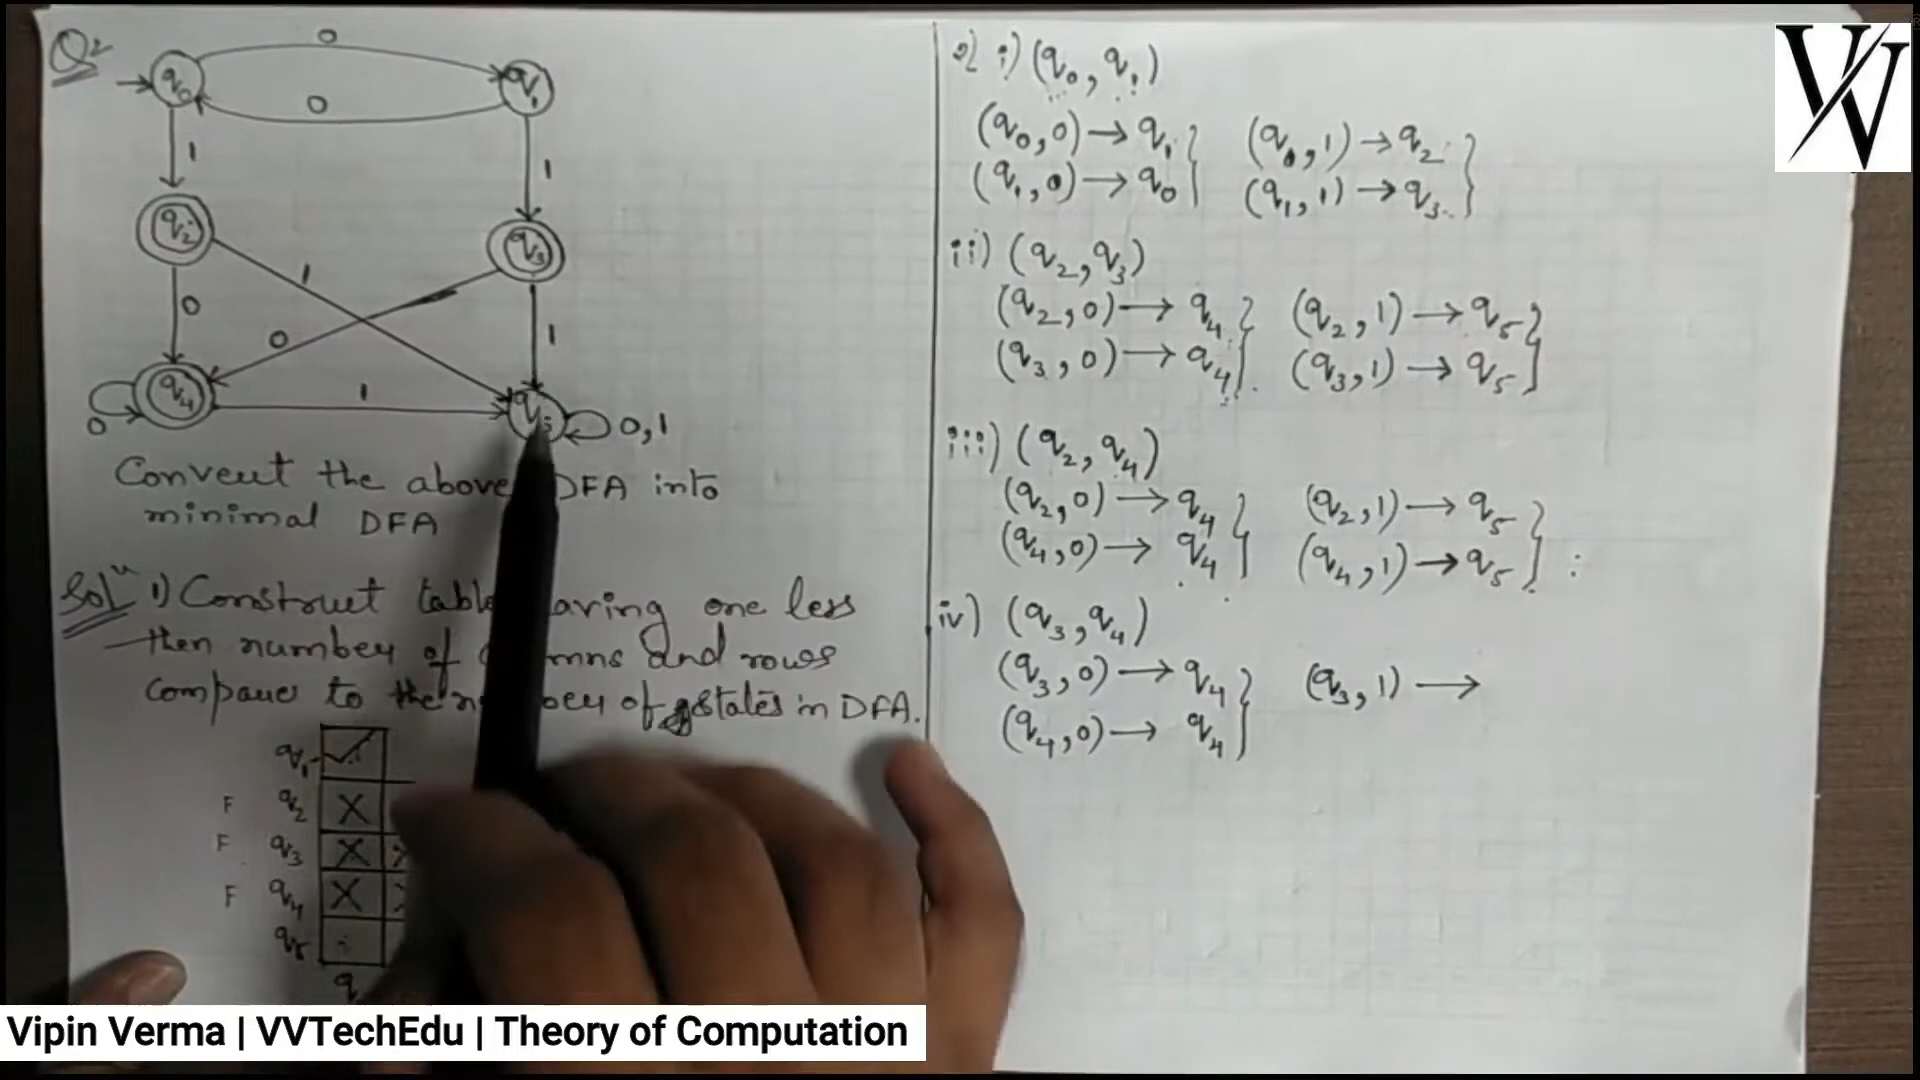 Q2
q0 0 q1
0
1 1
q2 q3
1
0 0 1
q4 1 q5 0,1
0
Convert the above DFA into
minimal DFA
Soln 1) Construct table having one less
then number of columns and rows
compare to the number of states in DFA.
q1 ✓
F q2 X
F q3 X
F q4 X
q5
q
2) i) (q0, q1)
(q0,0) → q1 } (q0,1) → q2 }
(q1,0) → q0 } (q1,1) → q3 }
ii) (q2, q3)
(q2,0) → q4 } (q2,1) → q5 }
(q3,0) → q4 } (q3,1) → q5 }
iii) (q2, q4)
(q2,0) → q4 } (q2,1) → q5 }
(q4,0) → q4 } (q4,1) → q5 }
iv) (q3, q4)
(q3,0) → q4 } (q3,1) →
(q4,0) → q4 }
VV
Vipin Verma | VVTechEdu | Theory of Computation